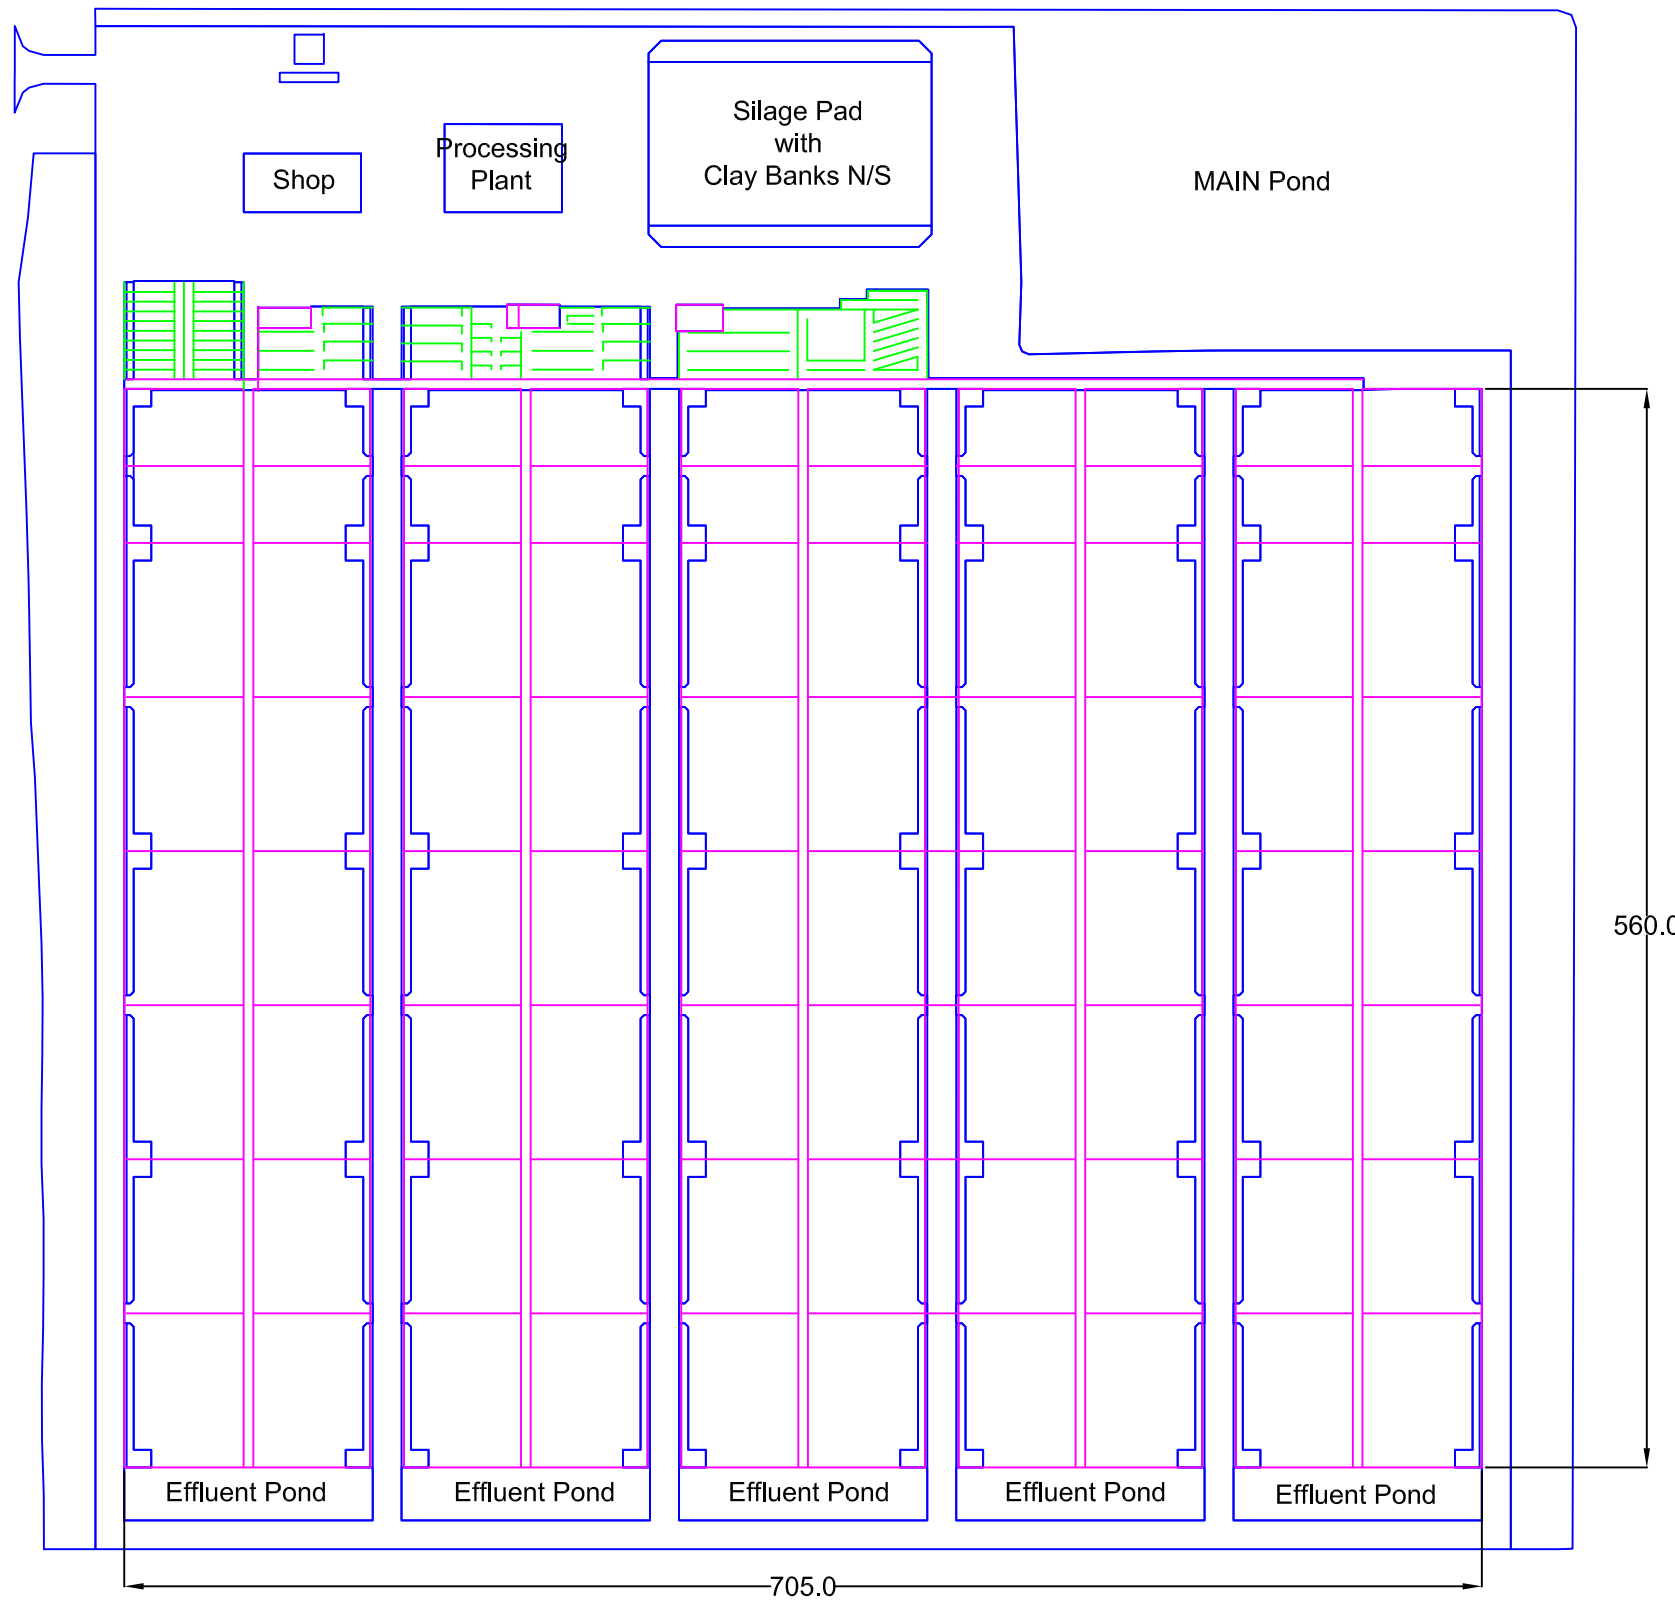 Silage Pad
with
Clay Banks N/S
Processing
Plant
Shop
MAIN Pond
560.0
Effluent Pond
Effluent Pond
Effluent Pond
Effluent Pond
Effluent Pond
705.0